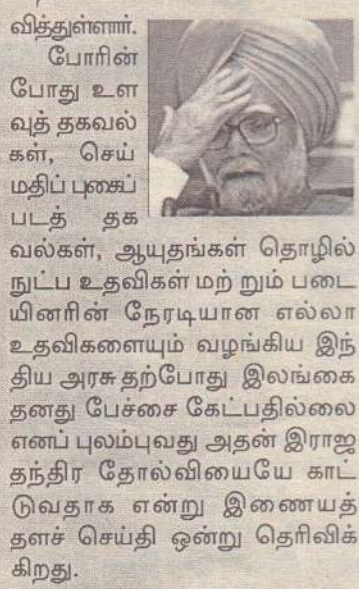 வித்துள்ளார்.
போரின்
போது உள
வுத் தகவல்
கள், செய்
மதிப் புகைப்
படத் தக
வல்கள், ஆயுதங்கள் தொழில்
நுட்ப உதவிகள் மற் றும் படை
யினரின் நேரடியான எல்லா
உதவிகளையும் வழங்கிய இந்
திய அரசு தற்போது இலங்கை
தனது பேச்சை கேட்பதில்லை
எனப் புலம்புவது அதன் இராஜ
தந்திர தோல்வியையே காட்
டுவதாக என்று இணையத்
தளச் செய்தி ஒன்று தெரிவிக்
கிறது.